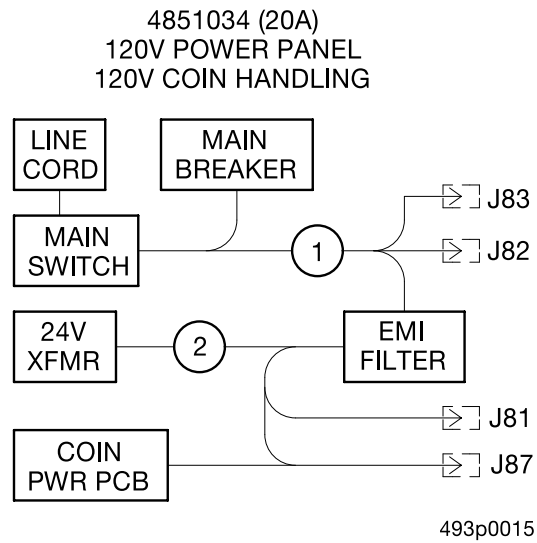 4851034 (20A)
120V POWER PANEL
120V COIN HANDLING
LINE
CORD
MAIN
BREAKER
J83
MAIN
SWITCH
1
J82
24V
XFMR
2
EMI
FILTER
J81
COIN
PWR PCB
J87
493p0015